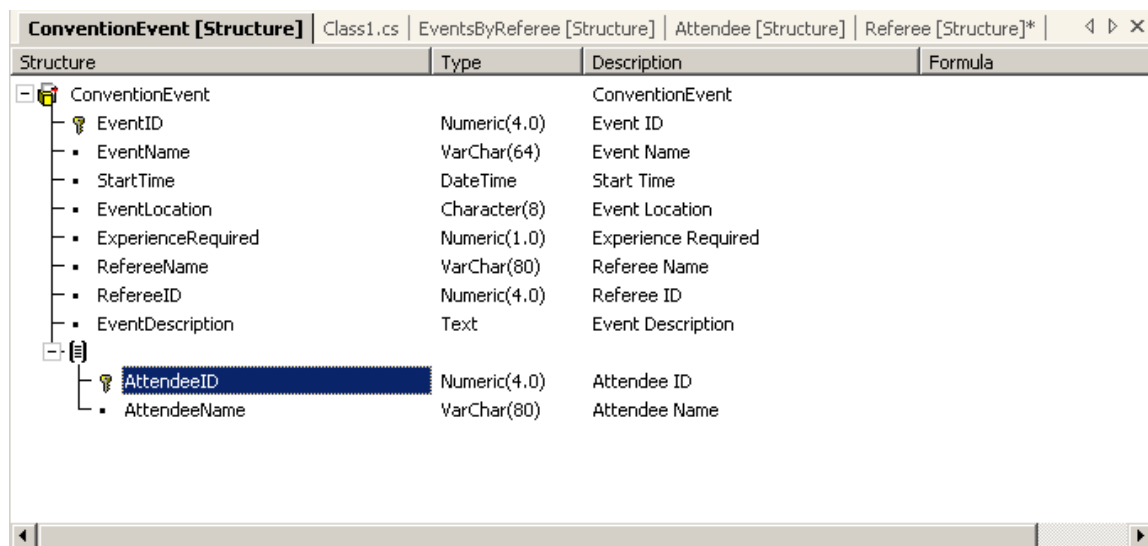 ConventionEvent [Structure] Class1.cs EventsByReferee [Structure] Attendee [Structure] Referee [Structure]*
Structure Type Description Formula
ConventionEvent ConventionEvent
EventID Numeric(4.0) Event ID
EventName VarChar(64) Event Name
StartTime DateTime Start Time
EventLocation Character(8) Event Location
ExperienceRequired Numeric(1.0) Experience Required
RefereeName VarChar(80) Referee Name
RefereeID Numeric(4.0) Referee ID
EventDescription Text Event Description
AttendeeID Numeric(4.0) Attendee ID
AttendeeName VarChar(80) Attendee Name